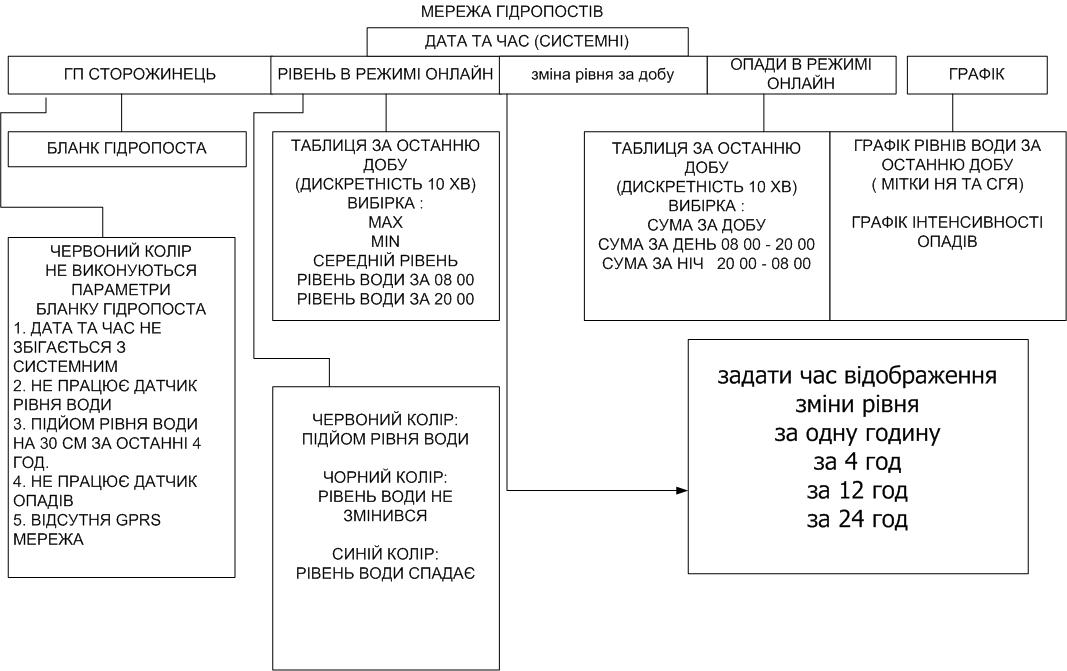 МЕРЕЖА ГІДРОПОСТІВ
ДАТА ТА ЧАС (СИСТЕМНІ)
ГП СТОРОЖИНЕЦЬ
РІВЕНЬ В РЕЖИМІ ОНЛАЙН
зміна рівня за добу
ОПАДИ В РЕЖИМІ
ОНЛАЙН
ГРАФІК
БЛАНК ГІДРОПОСТА
ТАБЛИЦЯ ЗА ОСТАННЮ
ДОБУ
(ДИСКРЕТНІСТЬ 10 ХВ)
ВИБІРКА :
MAX
MIN
СЕРЕДНІЙ РІВЕНЬ
РІВЕНЬ ВОДИ ЗА 08 00
РІВЕНЬ ВОДИ ЗА 20 00
ТАБЛИЦЯ ЗА ОСТАННЮ
ДОБУ
(ДИСКРЕТНІСТЬ 10 ХВ)
ВИБІРКА :
СУМА ЗА ДОБУ
СУМА ЗА ДЕНЬ 08 00 - 20 00
СУМА ЗА НІЧ 20 00 - 08 00
ГРАФІК РІВНІВ ВОДИ ЗА
ОСТАННЮ ДОБУ
( МІТКИ НЯ ТА СГЯ)
ГРАФІК ІНТЕНСИВНОСТІ
ОПАДІВ
ЧЕРВОНИЙ КОЛІР
НЕ ВИКОНУЮТЬСЯ
ПАРАМЕТРИ
БЛАНКУ ГІДРОПОСТА
1. ДАТА ТА ЧАС НЕ
ЗБІГАЄТЬСЯ З
СИСТЕМНИМ
2. НЕ ПРАЦЮЄ ДАТЧИК
РІВНЯ ВОДИ
3. ПІДЙОМ РІВНЯ ВОДИ
НА 30 СМ ЗА ОСТАННІ 4
ГОД.
4. НЕ ПРАЦЮЄ ДАТЧИК
ОПАДІВ
5. ВІДСУТНЯ GPRS
МЕРЕЖА
ЧЕРВОНИЙ КОЛІР:
ПІДЙОМ РІВНЯ ВОДИ
ЧОРНИЙ КОЛІР:
РІВЕНЬ ВОДИ НЕ
ЗМІНИВСЯ
СИНІЙ КОЛІР:
РІВЕНЬ ВОДИ СПАДАЄ
задати час відображення
зміни рівня
за одну годину
за 4 год
за 12 год
за 24 год